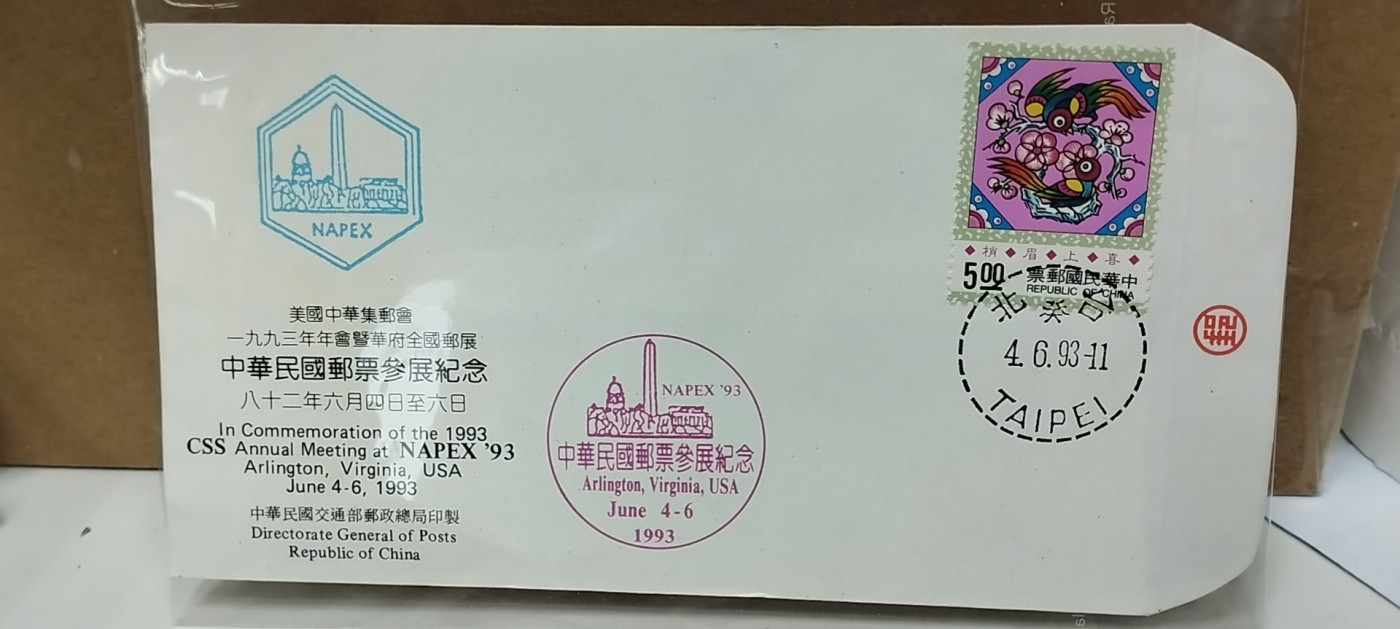 NAPEX
美國中華集郵會
一九九三年年會暨華府全國郵展
中華民國郵票參展紀念
八十二年六月四日至六日
In Commemoration of the 1993
CSS Annual Meeting at NAPEX '93
Arlington, Virginia, USA
June 4-6, 1993
中華民國交通部郵政總局印製
Directorate General of Posts
Republic of China
NAPEX '93
中華民國郵票參展紀念
Arlington, Virginia, USA
June 4-6
1993
梢眉上喜
5.00
票郵國民華中
REPUBLIC OF CHINA
北台
癸
4.6.93-11
TAIPEI